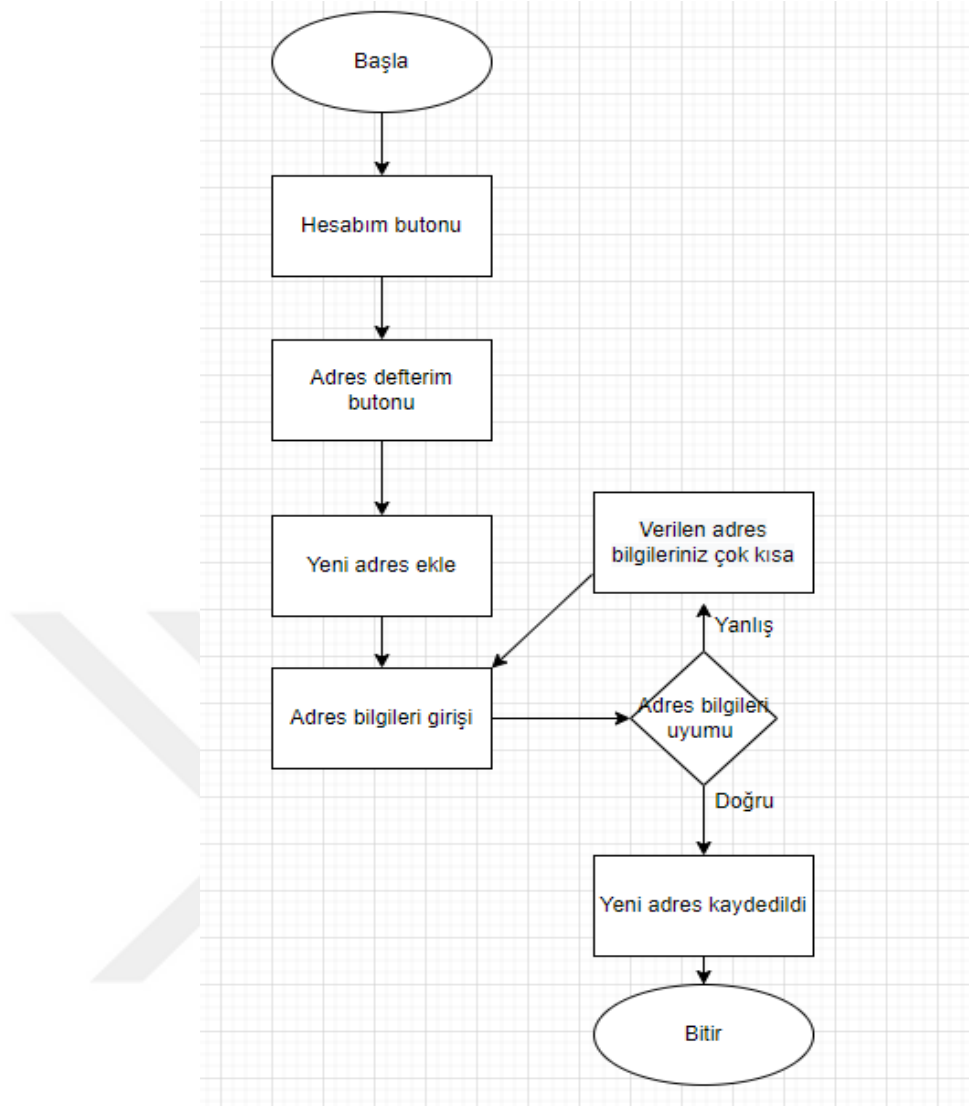 Başla
Hesabım butonu
Adres defterim
butonu
Yeni adres ekle
Verilen adres
bilgileriniz çok kısa
Yanlış
Adres bilgileri girişi
Adres bilgileri
uyumu
Doğru
Yeni adres kaydedildi
Bitir